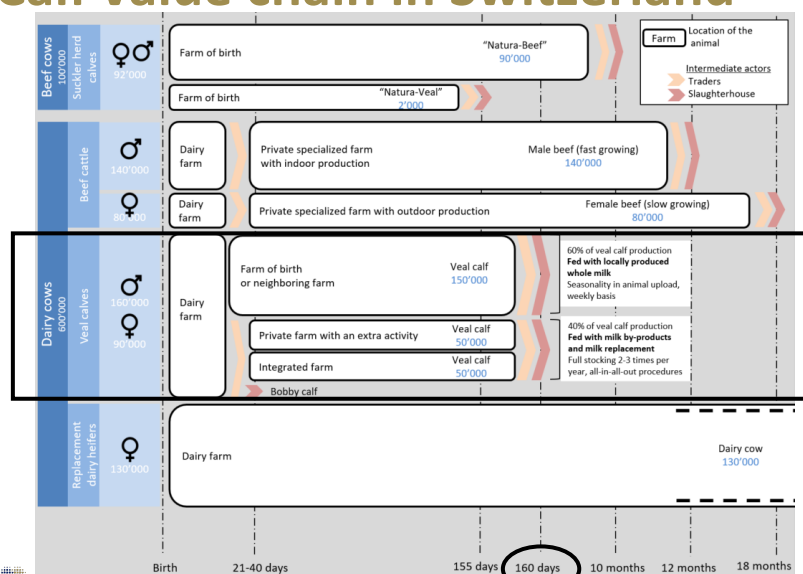 Calf value chain in Switzerland
Beef cows
100'000
Suckler herd
calves
92'000
Farm of birth
"Natura-Beef"
90'000
Farm of birth
"Natura-Veal"
2'000
Farm
Location of the
animal
Intermediate actors
Traders
Slaughterhouse
Dairy cows
600'000
Beef cattle
140'000
Dairy
farm
Private specialized farm
with indoor production
Male beef (fast growing)
140'000
80'000
Dairy
farm
Private specialized farm with outdoor production
Female beef (slow growing)
80'000
Veal calves
160'000
90'000
Dairy
farm
Farm of birth
or neighboring farm
Veal calf
150'000
60% of veal calf production
Fed with locally produced
whole milk
Seasonality in animal upload,
weekly basis
Private farm with an extra activity
Veal calf
50'000
Integrated farm
Veal calf
50'000
40% of veal calf production
Fed with milk by-products
and milk replacement
Full stocking 2-3 times per
year, all-in-all-out procedures
Bobby calf
Replacement
dairy heifers
130'000
Dairy farm
Dairy cow
130'000
Birth
21-40 days
155 days
160 days
10 months
12 months
18 months